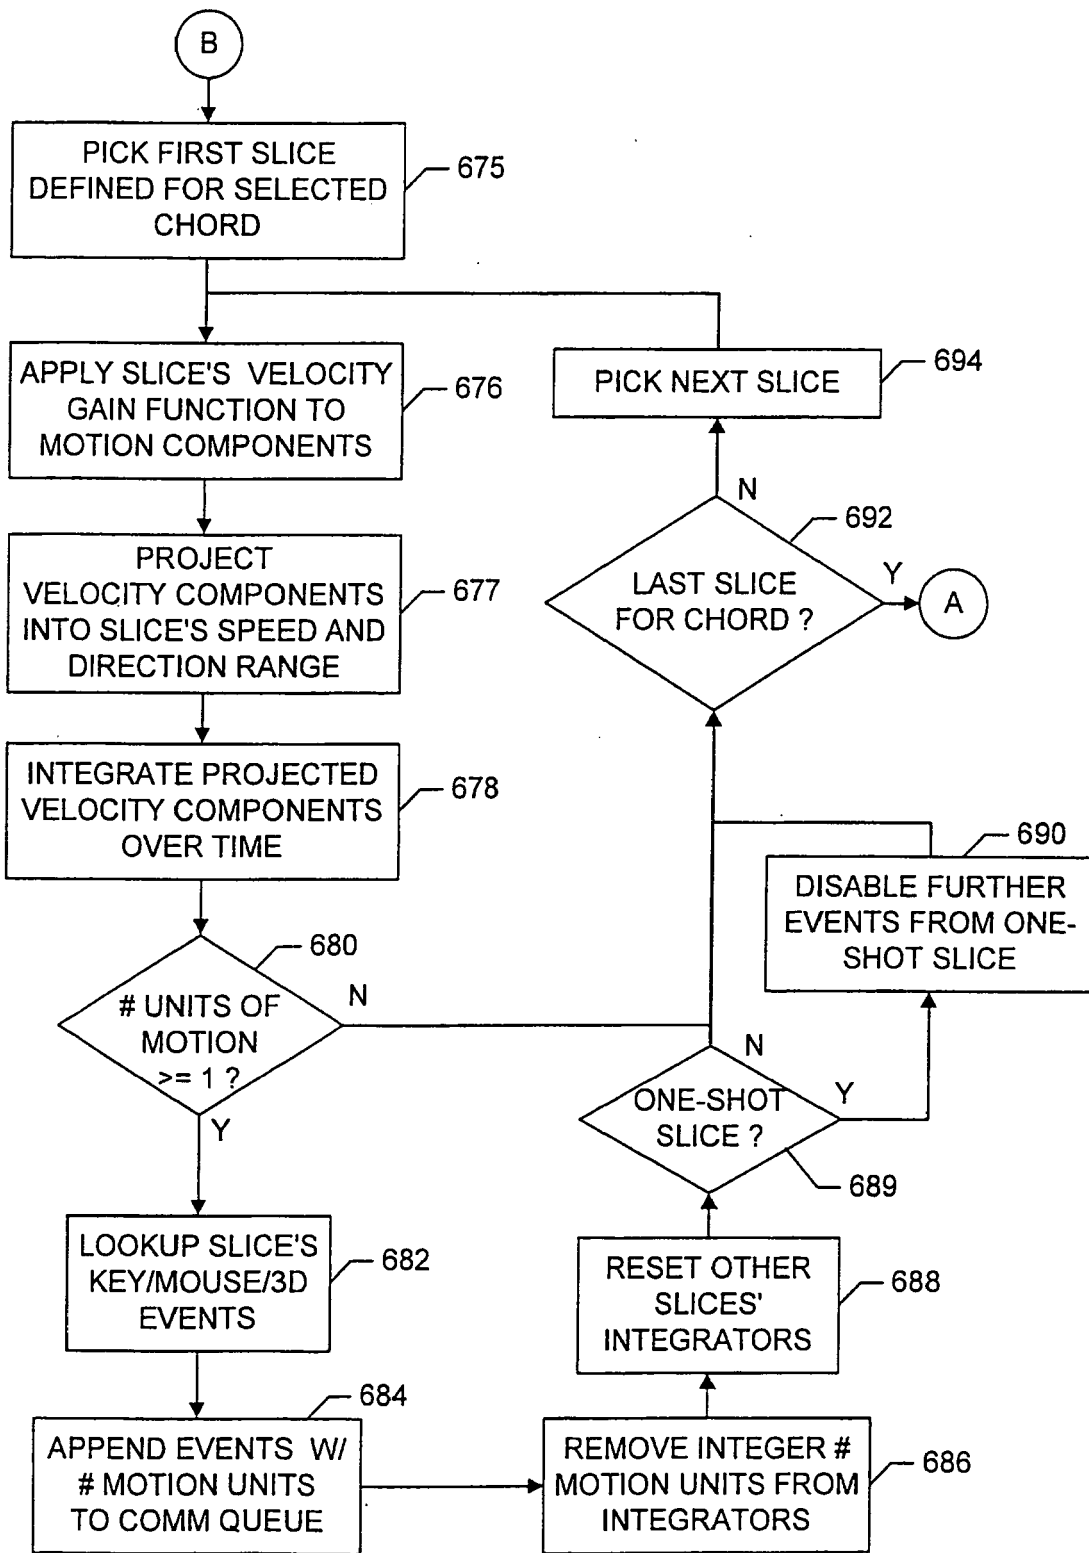 B
PICK FIRST SLICE
DEFINED FOR SELECTED
CHORD
675
APPLY SLICE'S VELOCITY
GAIN FUNCTION TO
MOTION COMPONENTS
676
PROJECT
VELOCITY COMPONENTS
INTO SLICE'S SPEED AND
DIRECTION RANGE
677
INTEGRATE PROJECTED
VELOCITY COMPONENTS
OVER TIME
678
# UNITS OF
MOTION
>= 1 ?
680
N
Y
LOOKUP SLICE'S
KEY/MOUSE/3D
EVENTS
682
APPEND EVENTS W/
# MOTION UNITS
TO COMM QUEUE
684
REMOVE INTEGER #
MOTION UNITS FROM
INTEGRATORS
686
RESET OTHER
SLICES'
INTEGRATORS
688
ONE-SHOT
SLICE ?
689
N
Y
DISABLE FURTHER
EVENTS FROM ONE-
SHOT SLICE
690
LAST SLICE
FOR CHORD ?
692
N
Y
A
PICK NEXT SLICE
694